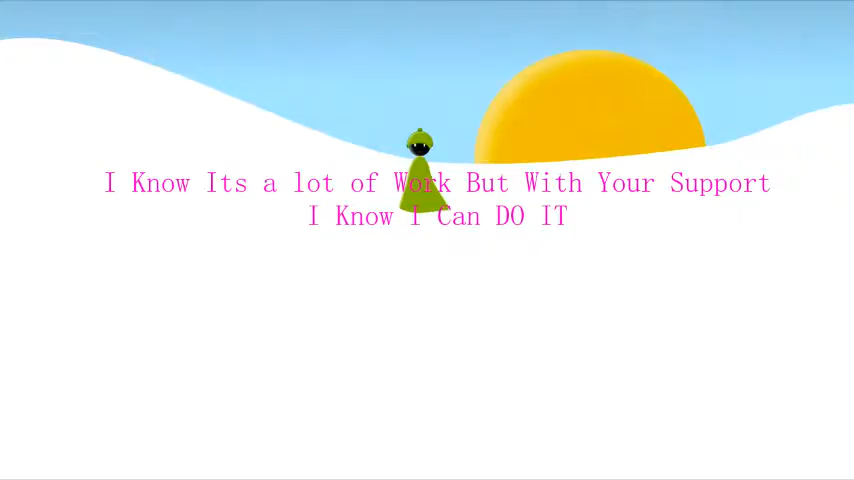 I Know Its a lot of Work But With Your Support
I Know I Can DO IT